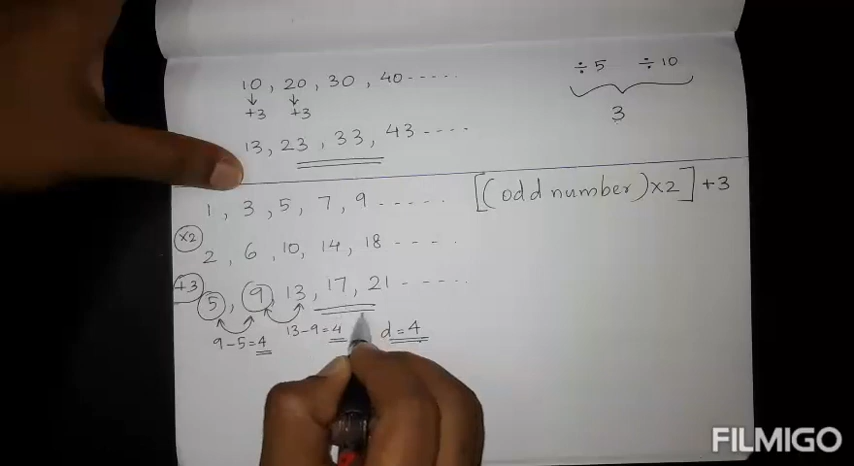 10, 20, 30, 40-----
÷5 ÷10
↓ ↓
+3 +3
3
13, 23, 33, 43----
1, 3, 5, 7, 9-----
[(odd number)×2]+3
×2
2, 6, 10, 14, 18----
+3
5, 9, 13, 17, 21-----
9-5=4 13-9=4 d=4
FILMIGO